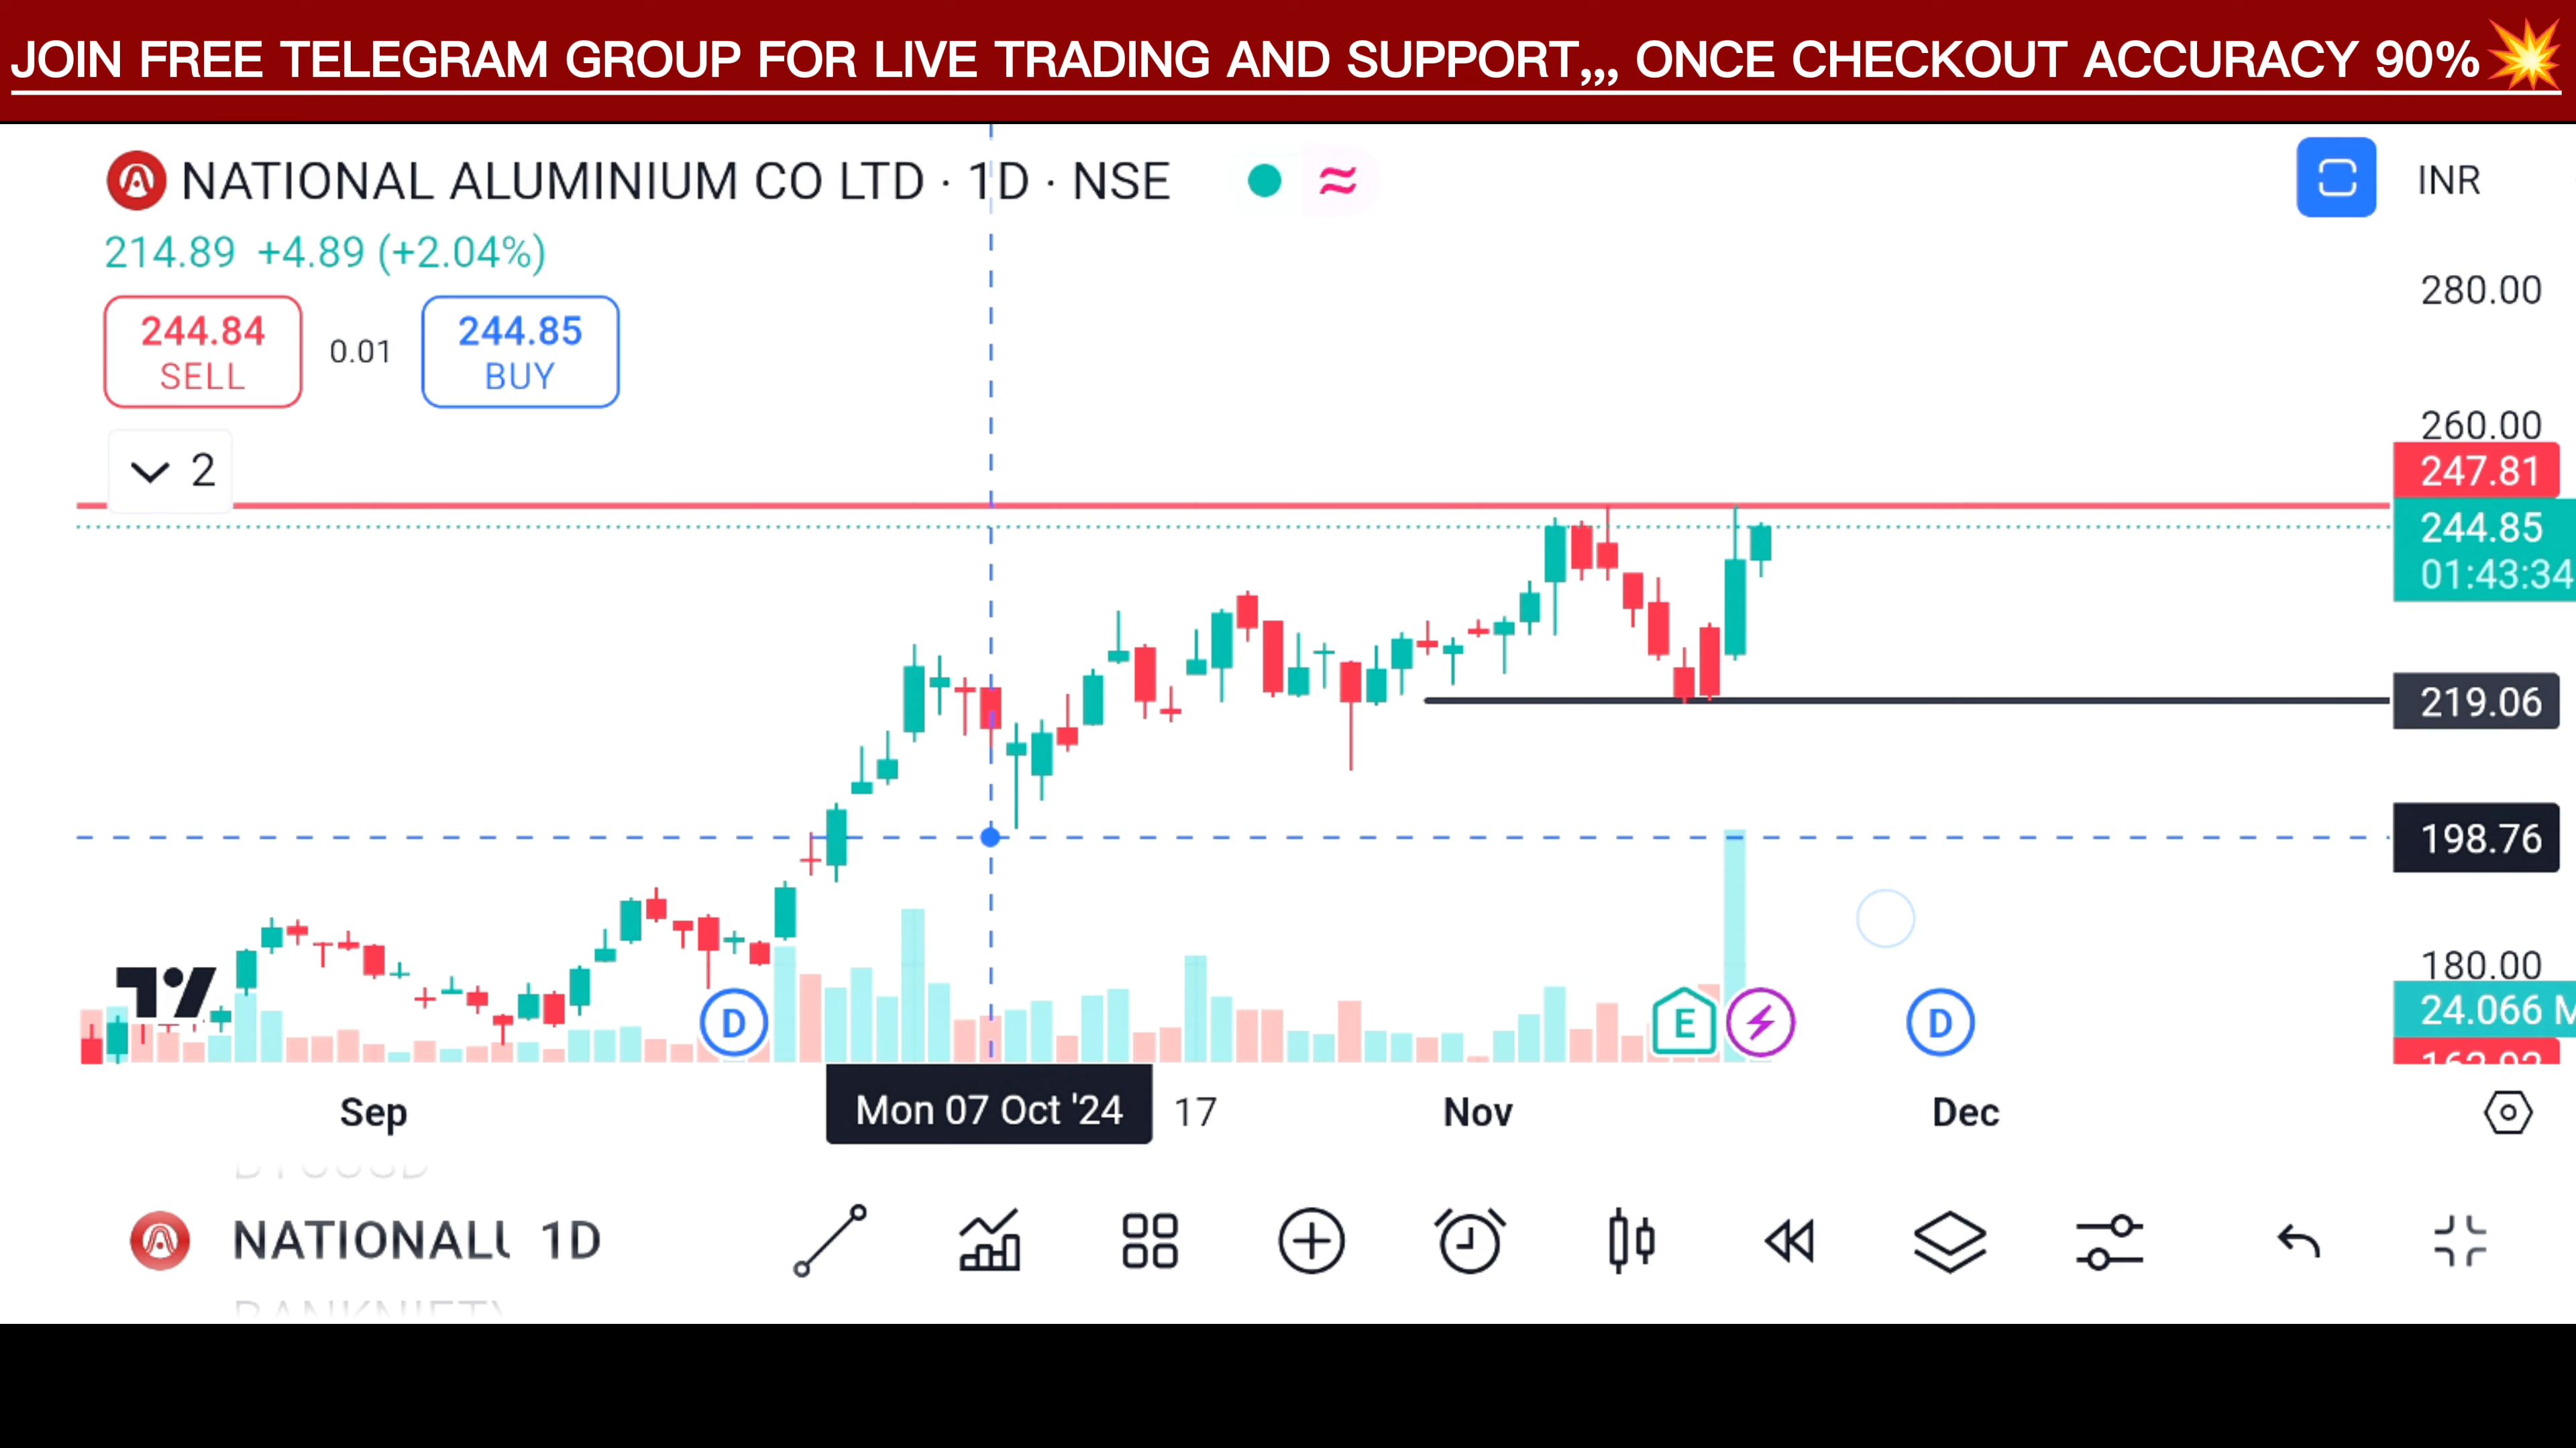 JOIN FREE TELEGRAM GROUP FOR LIVE TRADING AND SUPPORT,,, ONCE CHECKOUT ACCURACY 90%💥
NATIONAL ALUMINIUM CO LTD · 1D · NSE
INR
214.89 +4.89 (+2.04%)
280.00
244.84
SELL
0.01
244.85
BUY
260.00
2
247.81
244.85
01:43:34
219.06
198.76
180.00
D
E
D
24.066 M
Sep
Mon 07 Oct '24
17
Nov
Dec
NATIONALU 1D